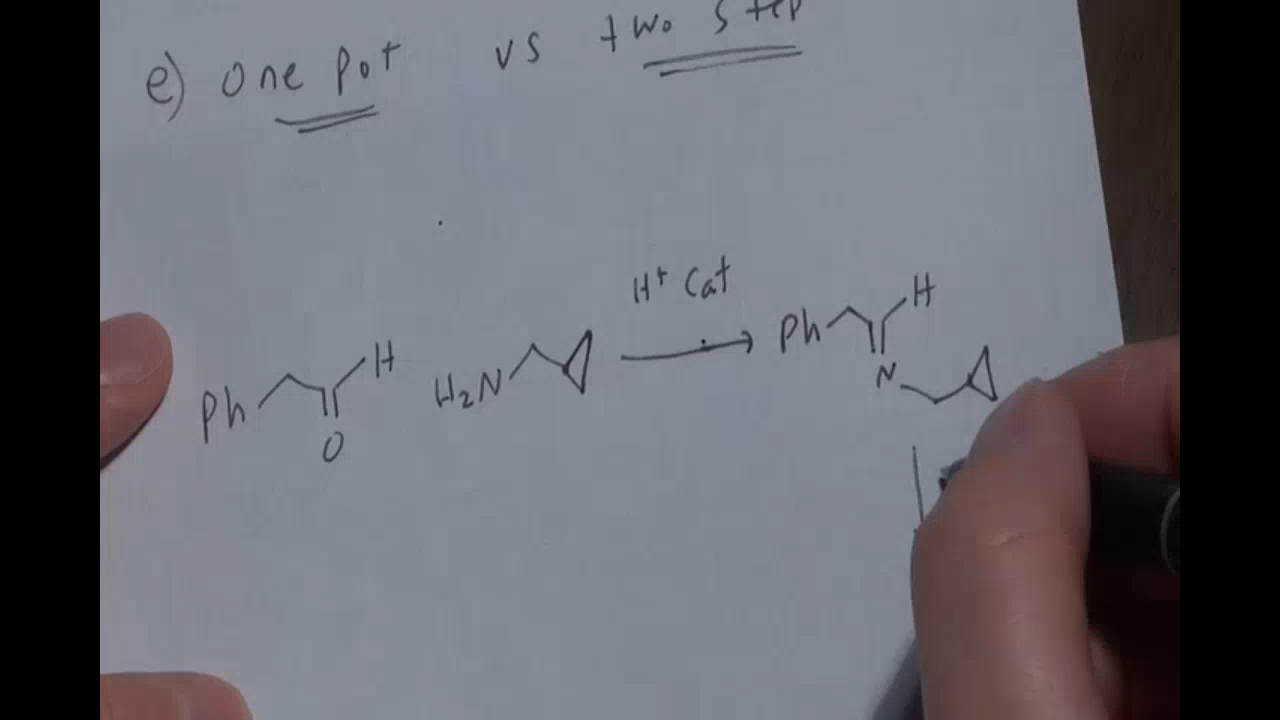 e) one pot vs two step
H⁺ Cat
Ph H O H₂N Ph H N